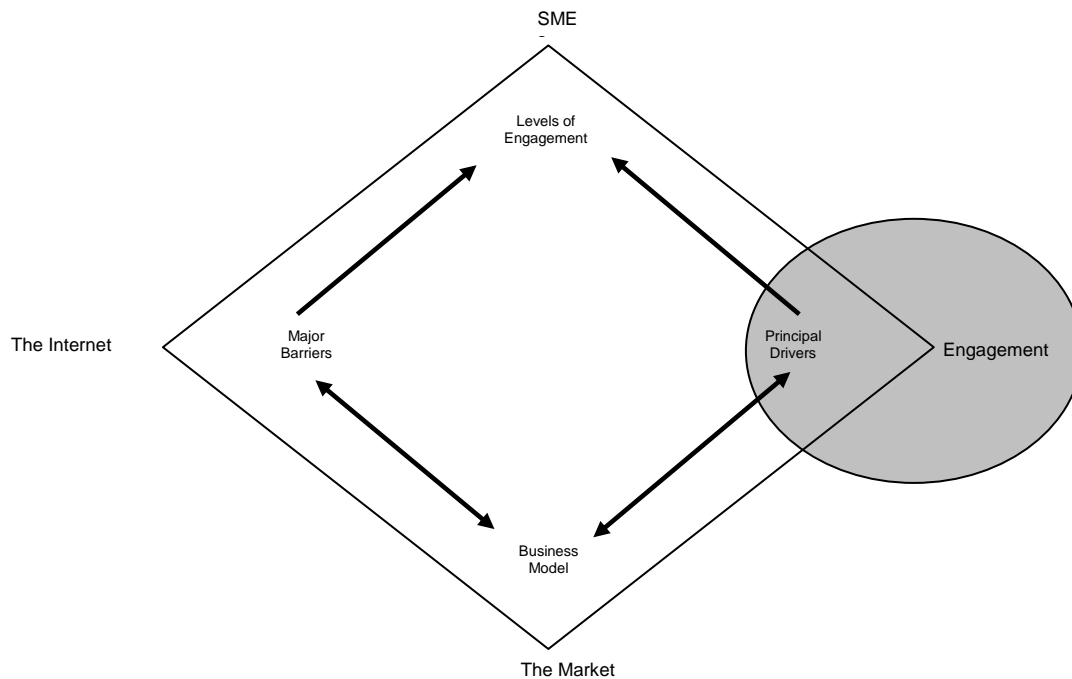 SME
Levels of
Engagement
The Internet
Major
Barriers
Principal
Drivers
Engagement
Business
Model
The Market